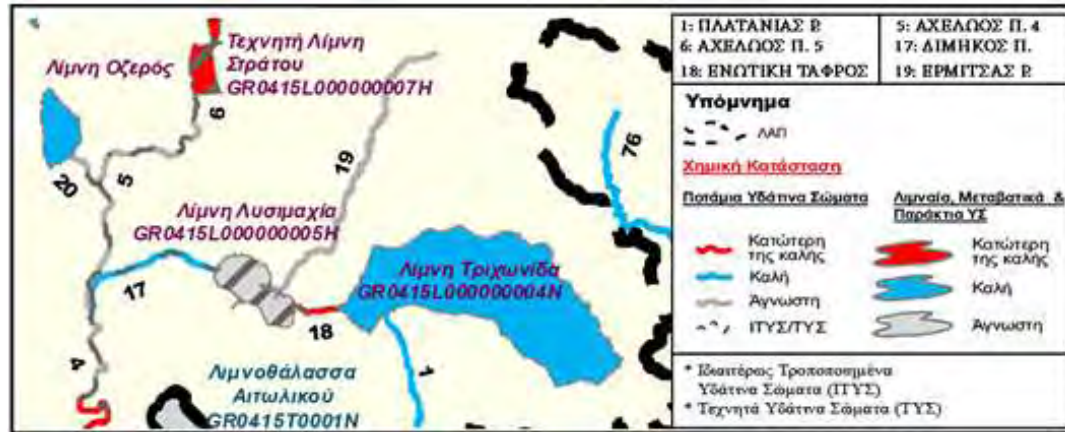 Λίμνη Οζερός
Τεχνητή Λίμνη
Στράτου
GR0415L000000007H
6
20
5
19
76
Λίμνη Λυσιμαχία
GR0415L000000005H
Λίμνη Τριχωνίδα
GR0415L000000004N
17
18
4
1
Λιμνοθάλασσα
Αιτωλικού
GR0415T0001N
1: ΠΛΑΤΑΝΙΑΣ Ρ.
5: ΑΧΕΛΩΟΣ Π. 4
6: ΑΧΕΛΩΟΣ Π. 5
17: ΔΙΜΗΚΟΣ Π.
18: ΕΝΩΤΙΚΗ ΤΑΦΡΟΣ
19: ΕΡΜΙΤΣΑΣ Ρ.
Υπόμνημα
ΛΑΠ
Χημική Κατάσταση
Ποτάμια Υδάτινα Σώματα
Κατώτερη
της καλής
Καλή
Άγνωστη
ΙΤΥΣ/ΤΥΣ
Λιμναία, Μεταβατικά &
Παράκτια ΥΣ
Κατώτερη
της καλής
Καλή
Άγνωστη
* Ιδιαιτέρως Τροποποιημένα
Υδάτινα Σώματα (ΙΤΥΣ)
* Τεχνητά Υδάτινα Σώματα (ΤΥΣ)